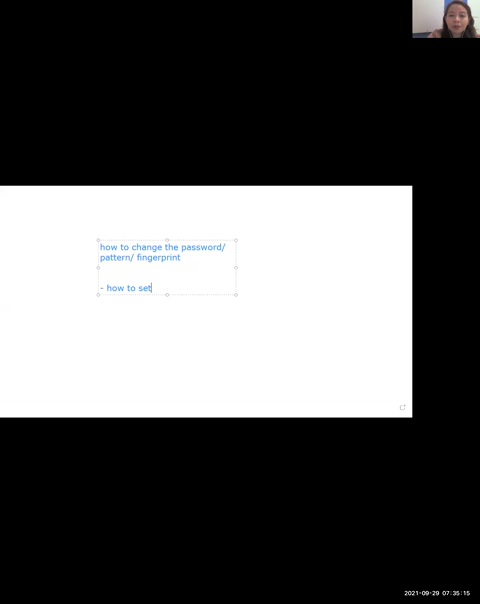 how to change the password/
pattern/ fingerprint
- how to set
2021-09-29 07:35:15